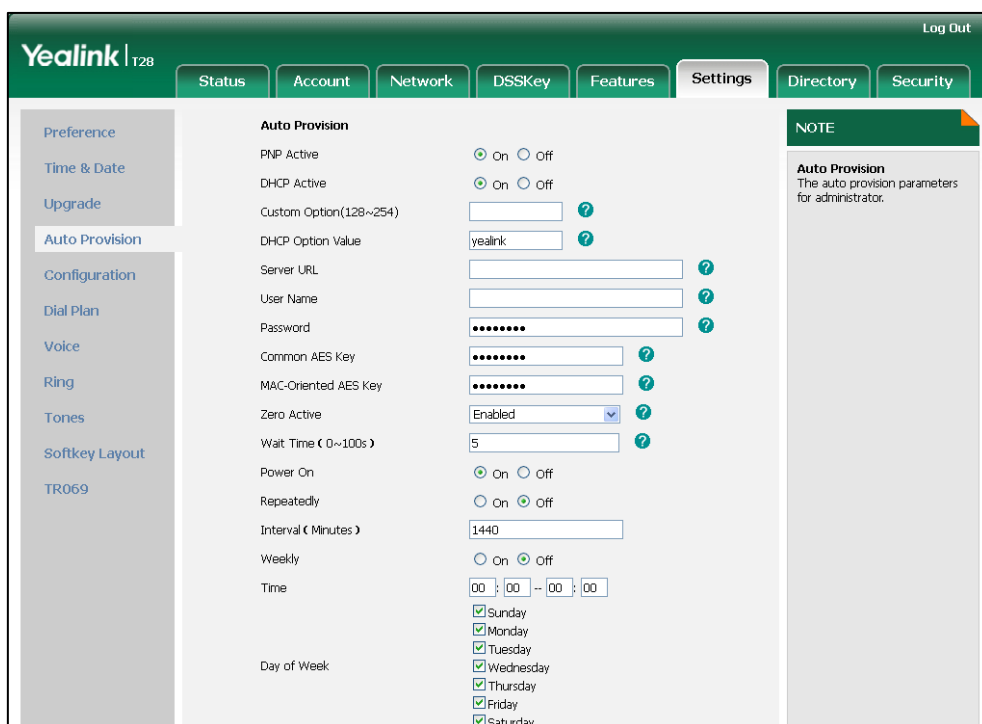 Log Out
Yealink T28
Status Account Network DSSKey Features Settings Directory Security
Preference
Time & Date
Upgrade
Auto Provision
Configuration
Dial Plan
Voice
Ring
Tones
Softkey Layout
TR069
Auto Provision
PNP Active On Off
DHCP Active On Off
Custom Option(128~254) ?
DHCP Option Value yealink ?
Server URL ?
User Name ?
Password •••••••• ?
Common AES Key •••••••• ?
MAC-Oriented AES Key •••••••• ?
Zero Active Enabled ?
Wait Time ( 0~100s ) 5 ?
Power On On Off
Repeatedly On Off
Interval ( Minutes ) 1440
Weekly On Off
Time 00 : 00 -- 00 : 00
Day of Week
Sunday
Monday
Tuesday
Wednesday
Thursday
Friday
Saturday
NOTE
Auto Provision
The auto provision parameters
for administrator.